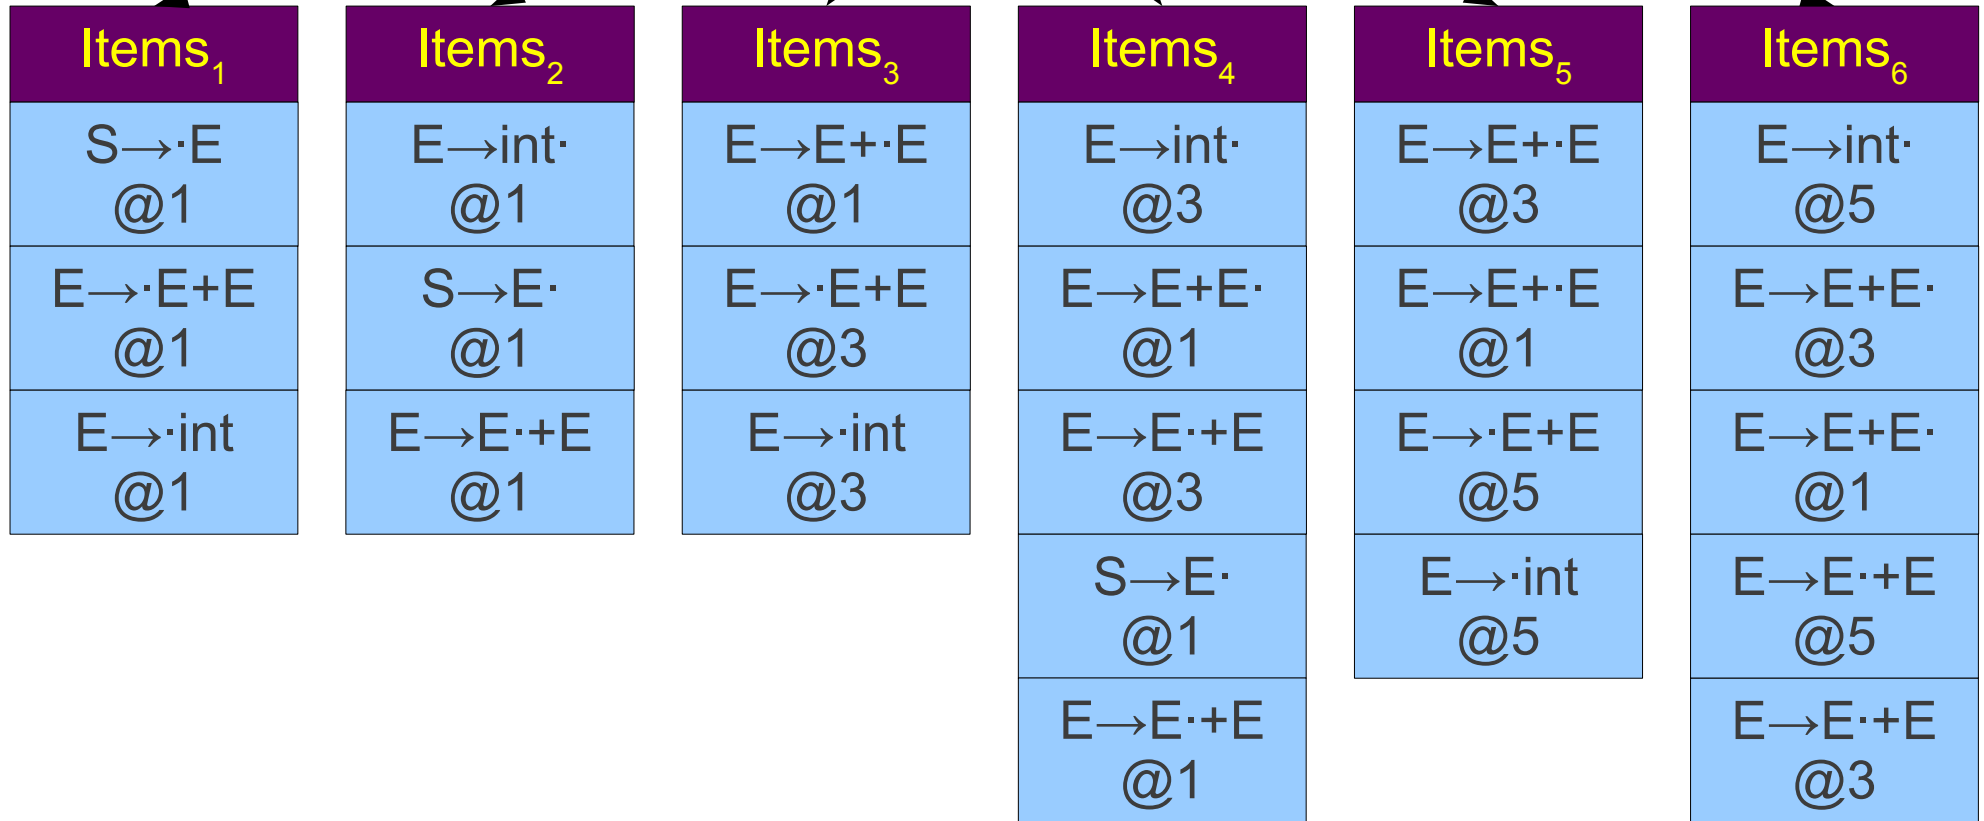 Items₁
S→·E
@1
E→·E+E
@1
E→·int
@1
Items₂
E→int·
@1
S→E·
@1
E→E·+E
@1
Items₃
E→E+·E
@1
E→·E+E
@3
E→·int
@3
Items₄
E→int·
@3
E→E+E·
@1
E→E·+E
@3
S→E·
@1
E→E·+E
@1
Items₅
E→E+·E
@3
E→E+·E
@1
E→·E+E
@5
E→·int
@5
Items₆
E→int·
@5
E→E+E·
@3
E→E+E·
@1
E→E·+E
@5
E→E·+E
@3